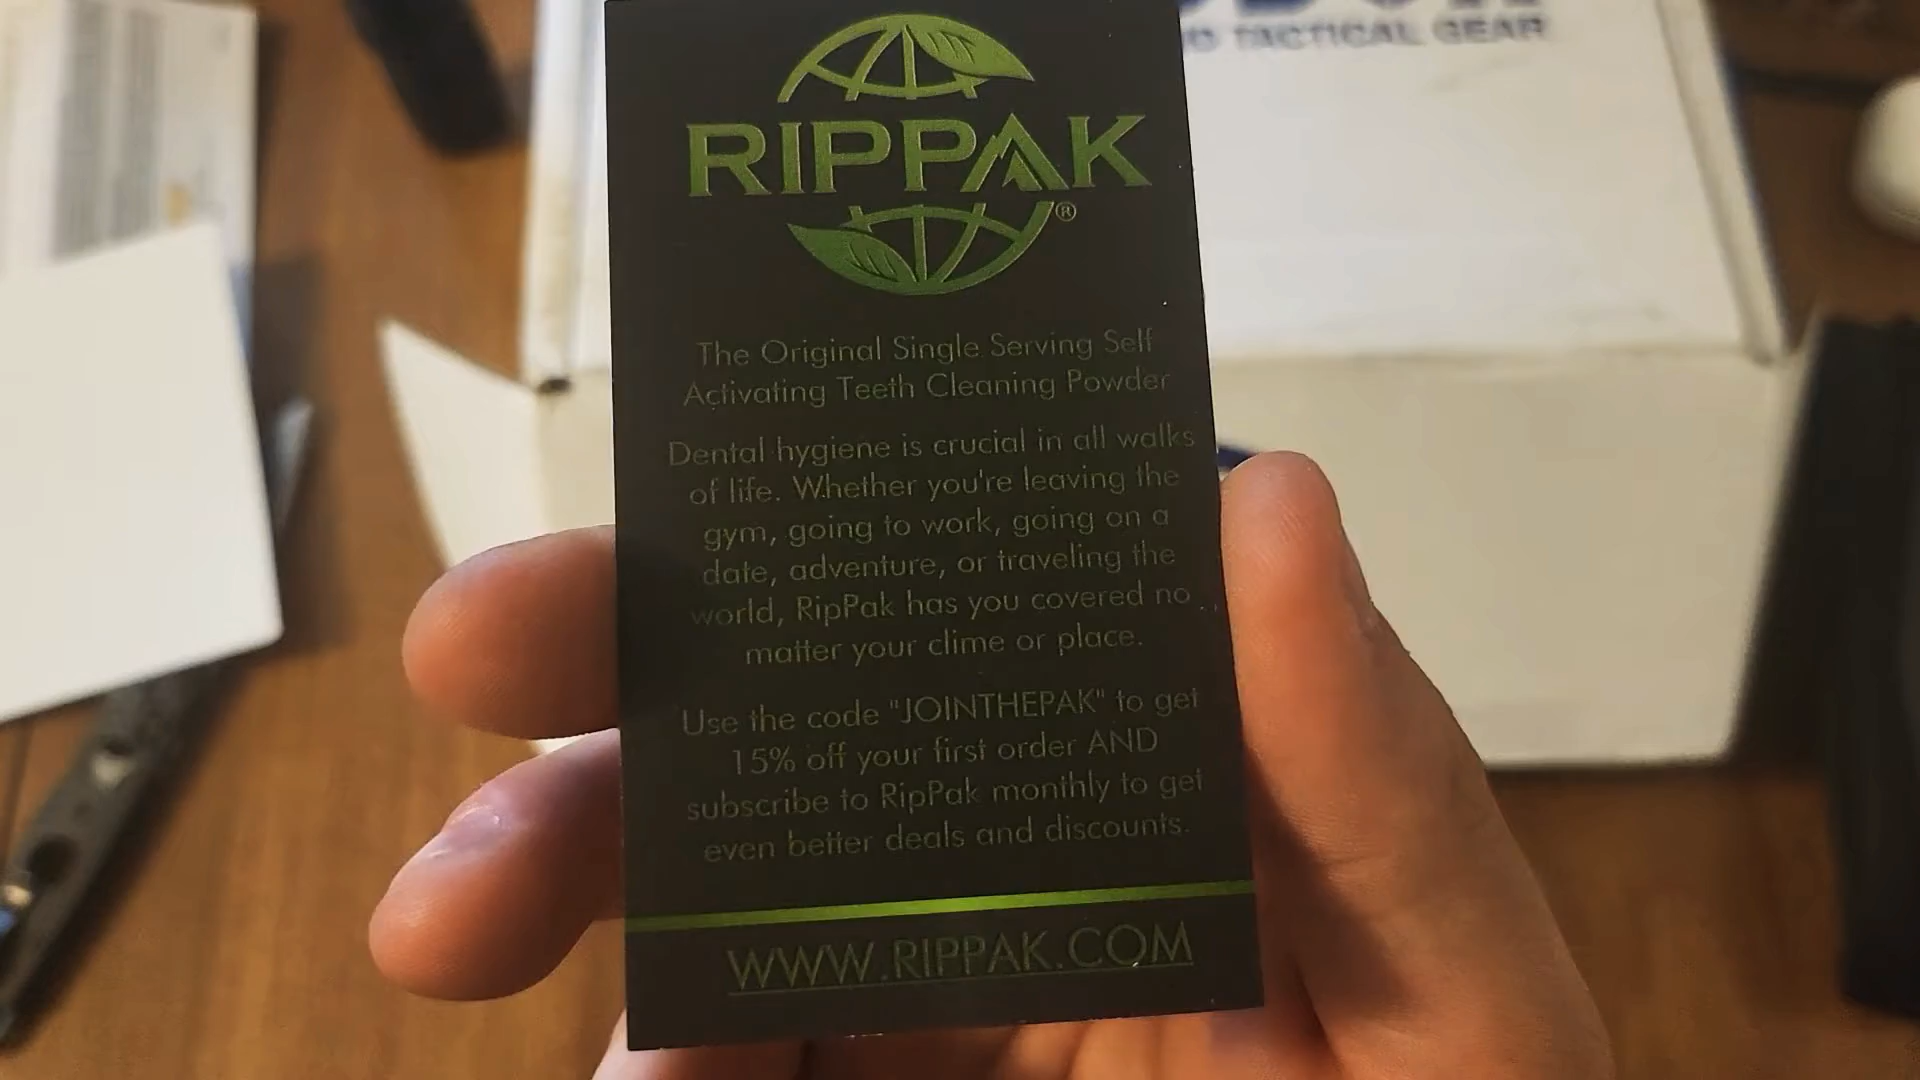 TACTICAL GEAR
RIPPAK
®
The Original Single Serving Self
Activating Teeth Cleaning Powder
Dental hygiene is crucial in all walks
of life. Whether you're leaving the
gym, going to work, going on a
date, adventure, or traveling the
world, RipPak has you covered no
matter your clime or place.
Use the code "JOINTHEPAK" to get
15% off your first order AND
subscribe to RipPak monthly to get
even better deals and discounts.
WWW.RIPPAK.COM